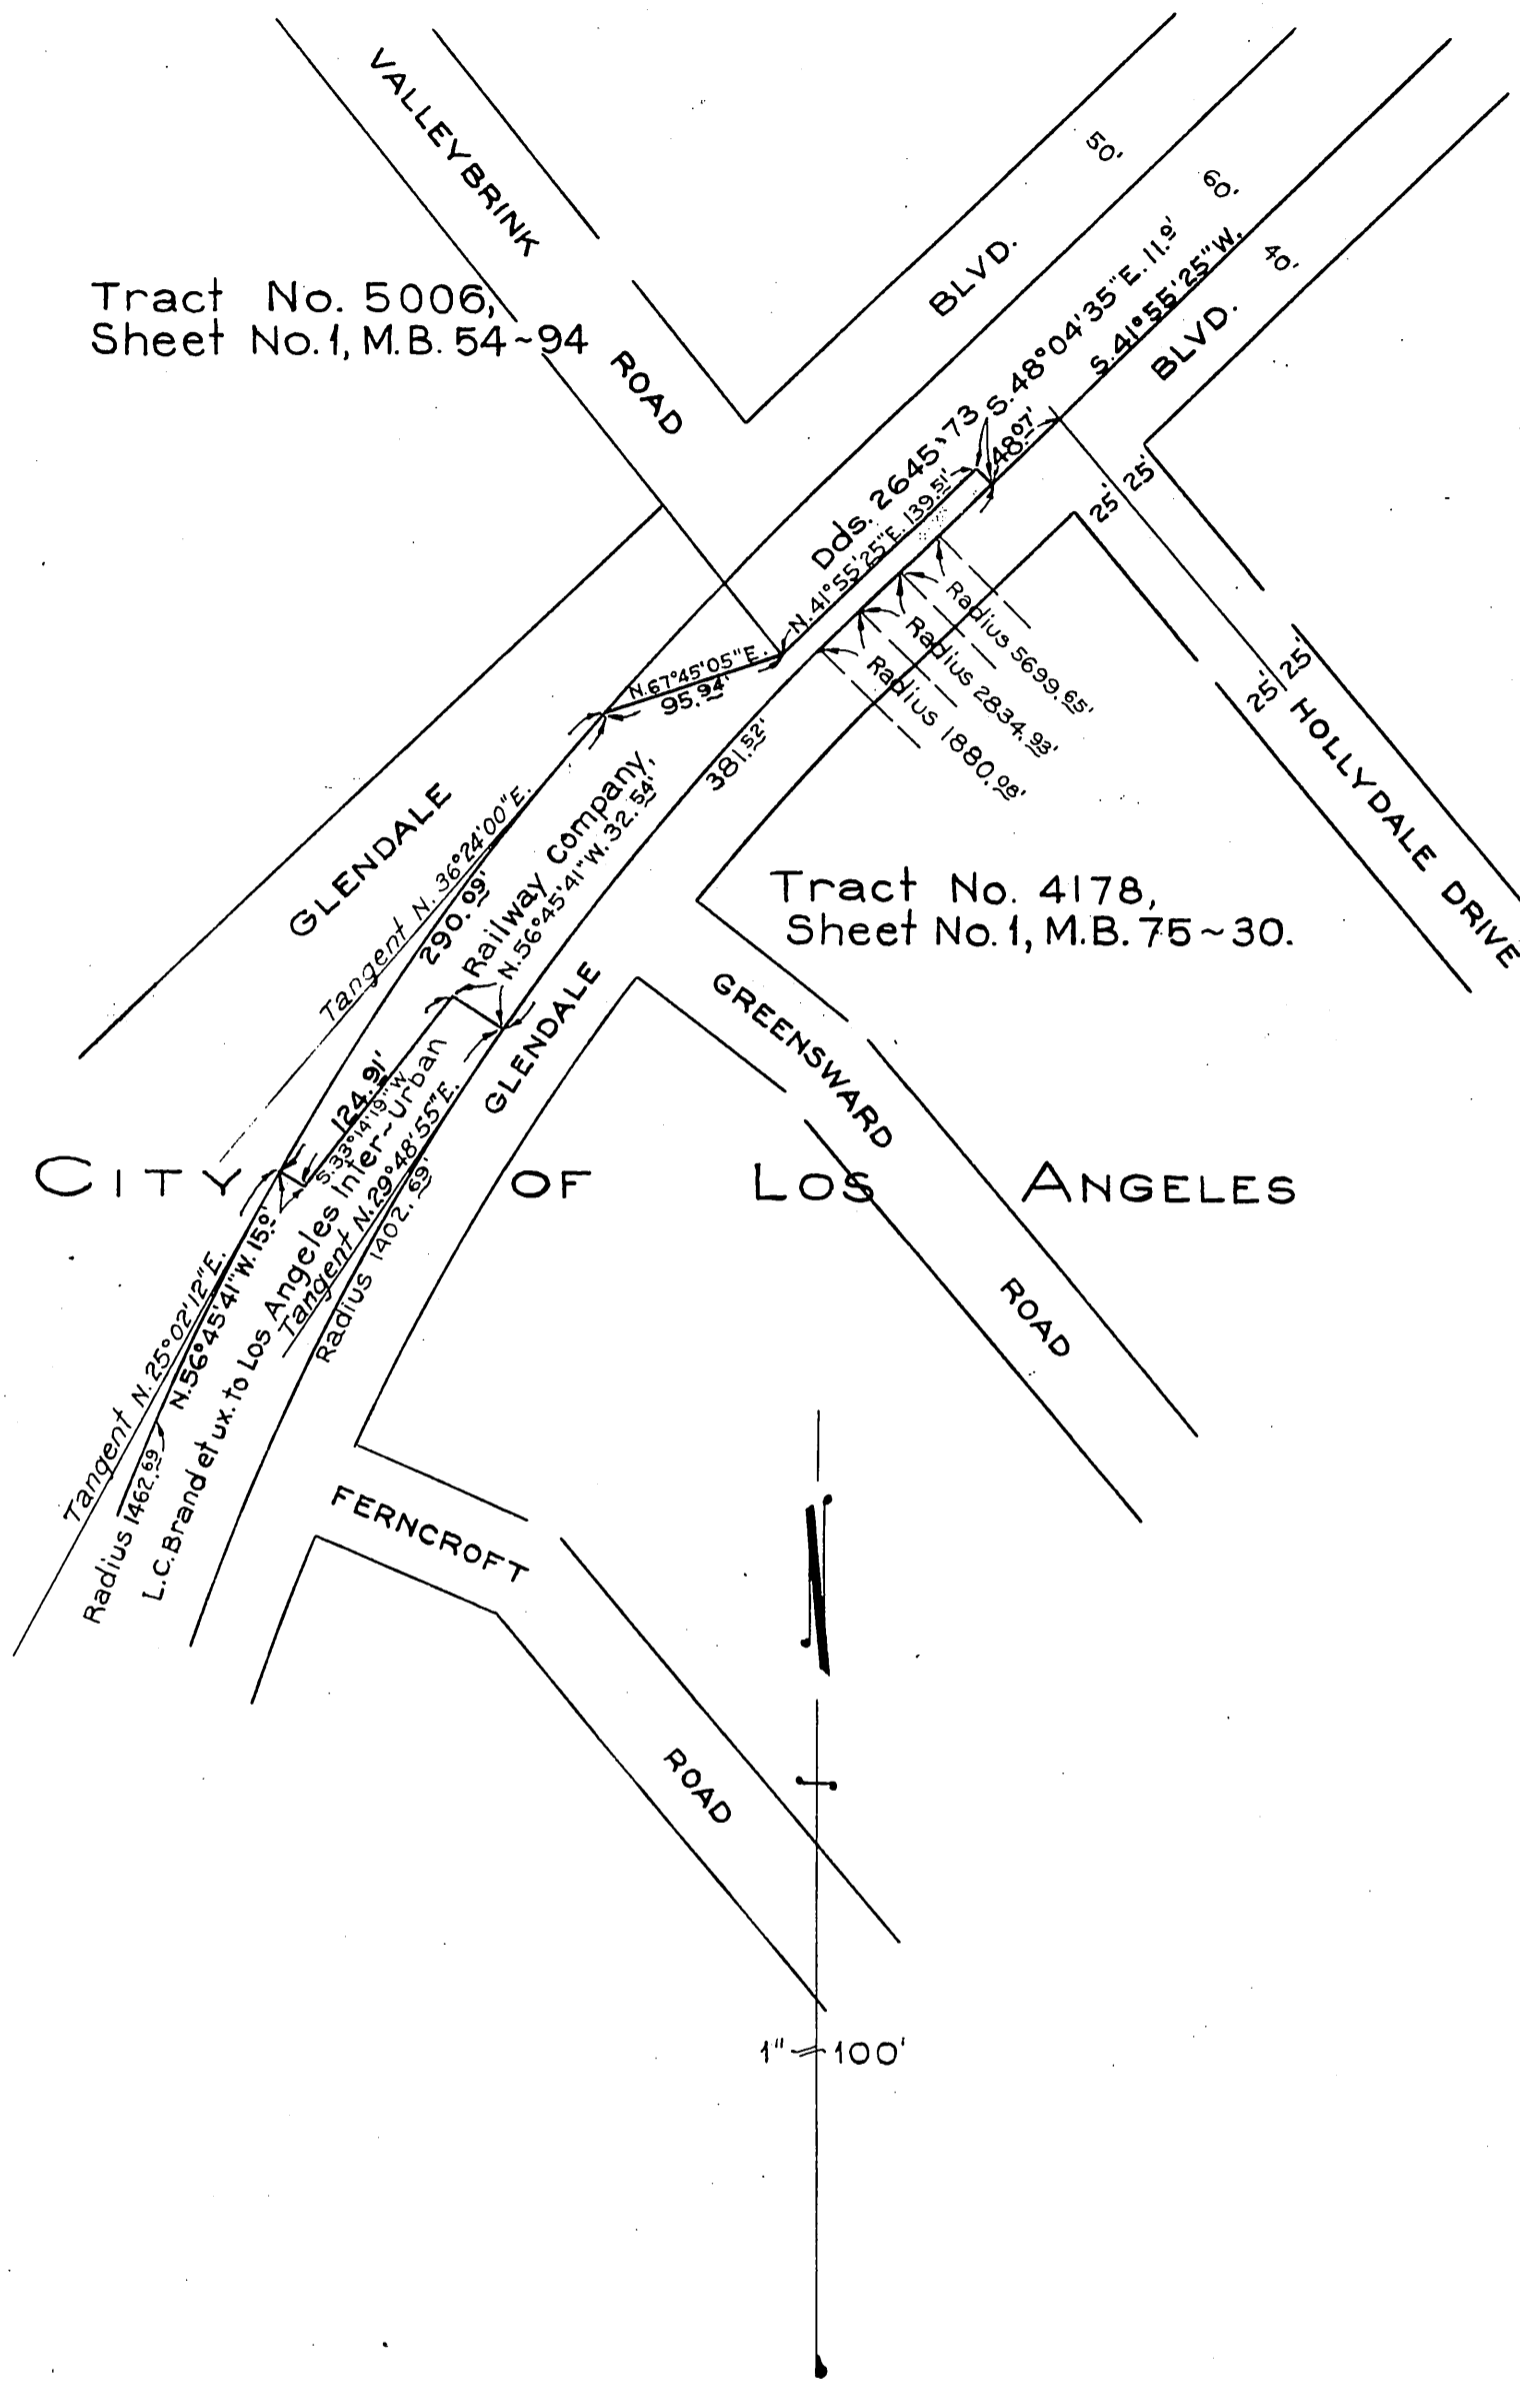 VALLEYBRINK
ROAD
50'
60'
40'
BLVD.
BLVD.
Tract No. 5006,
Sheet No. 1, M.B. 54~94
S. 48°04'35"E. 11.0'
S. 41°55'25"W.
48.07'
Dds. 2645~73
N. 41°55'25"E. 139.51'
25' 25'
25' 25'
HOLLYDALE DRIVE
N. 67°45'05"E.
95.94'
Radius 5699.65'
Radius 2834.93'
Radius 1880.08'
381.52'
GLENDALE
Tangent N. 36°24'00"E.
290.09'
Railway Company,
N. 56°45'41"W. 32.54'
Tract No. 4178,
Sheet No. 1, M.B. 75~30.
GLENDALE
GREENSWARD
ROAD
124.91'
S. 33°14'19"W
Inter~Urban
Tangent N. 29°48'55"E.
Radius 1402.69'
CITY OF LOS ANGELES
Tangent N. 25°02'12"E.
N. 56°45'41"W. 15.0'
Radius 1462.69
L.C. Brand et ux. to Los Angeles
FERNCROFT
ROAD
1" = 100'